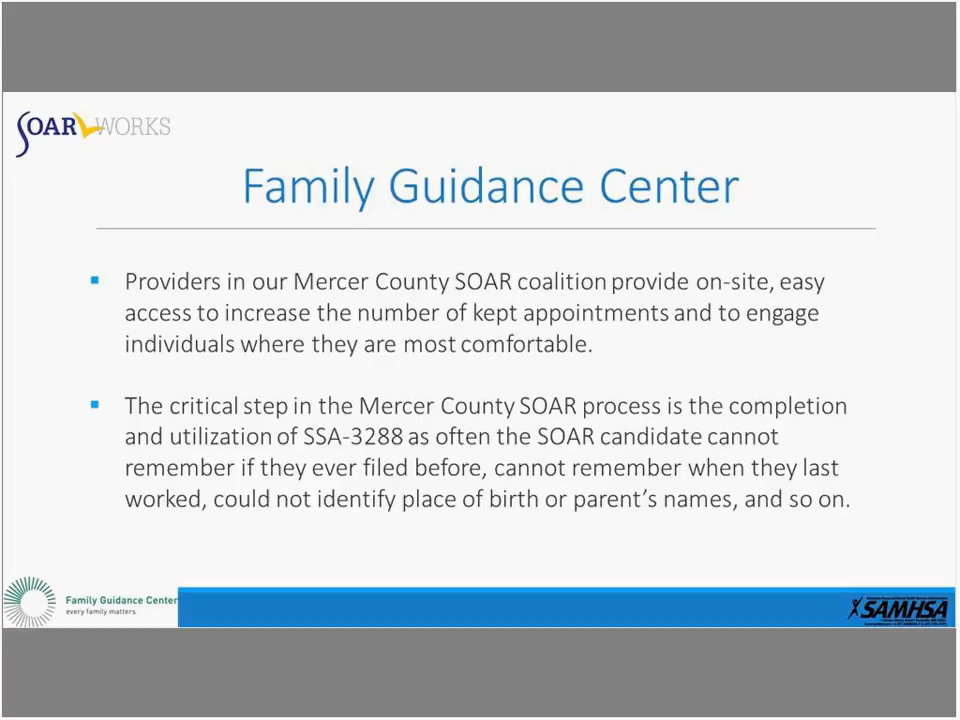 SOAR WORKS
Family Guidance Center
▪ Providers in our Mercer County SOAR coalition provide on-site, easy
access to increase the number of kept appointments and to engage
individuals where they are most comfortable.
▪ The critical step in the Mercer County SOAR process is the completion
and utilization of SSA-3288 as often the SOAR candidate cannot
remember if they ever filed before, cannot remember when they last
worked, could not identify place of birth or parent’s names, and so on.
Family Guidance Center
every family matters
SAMHSA